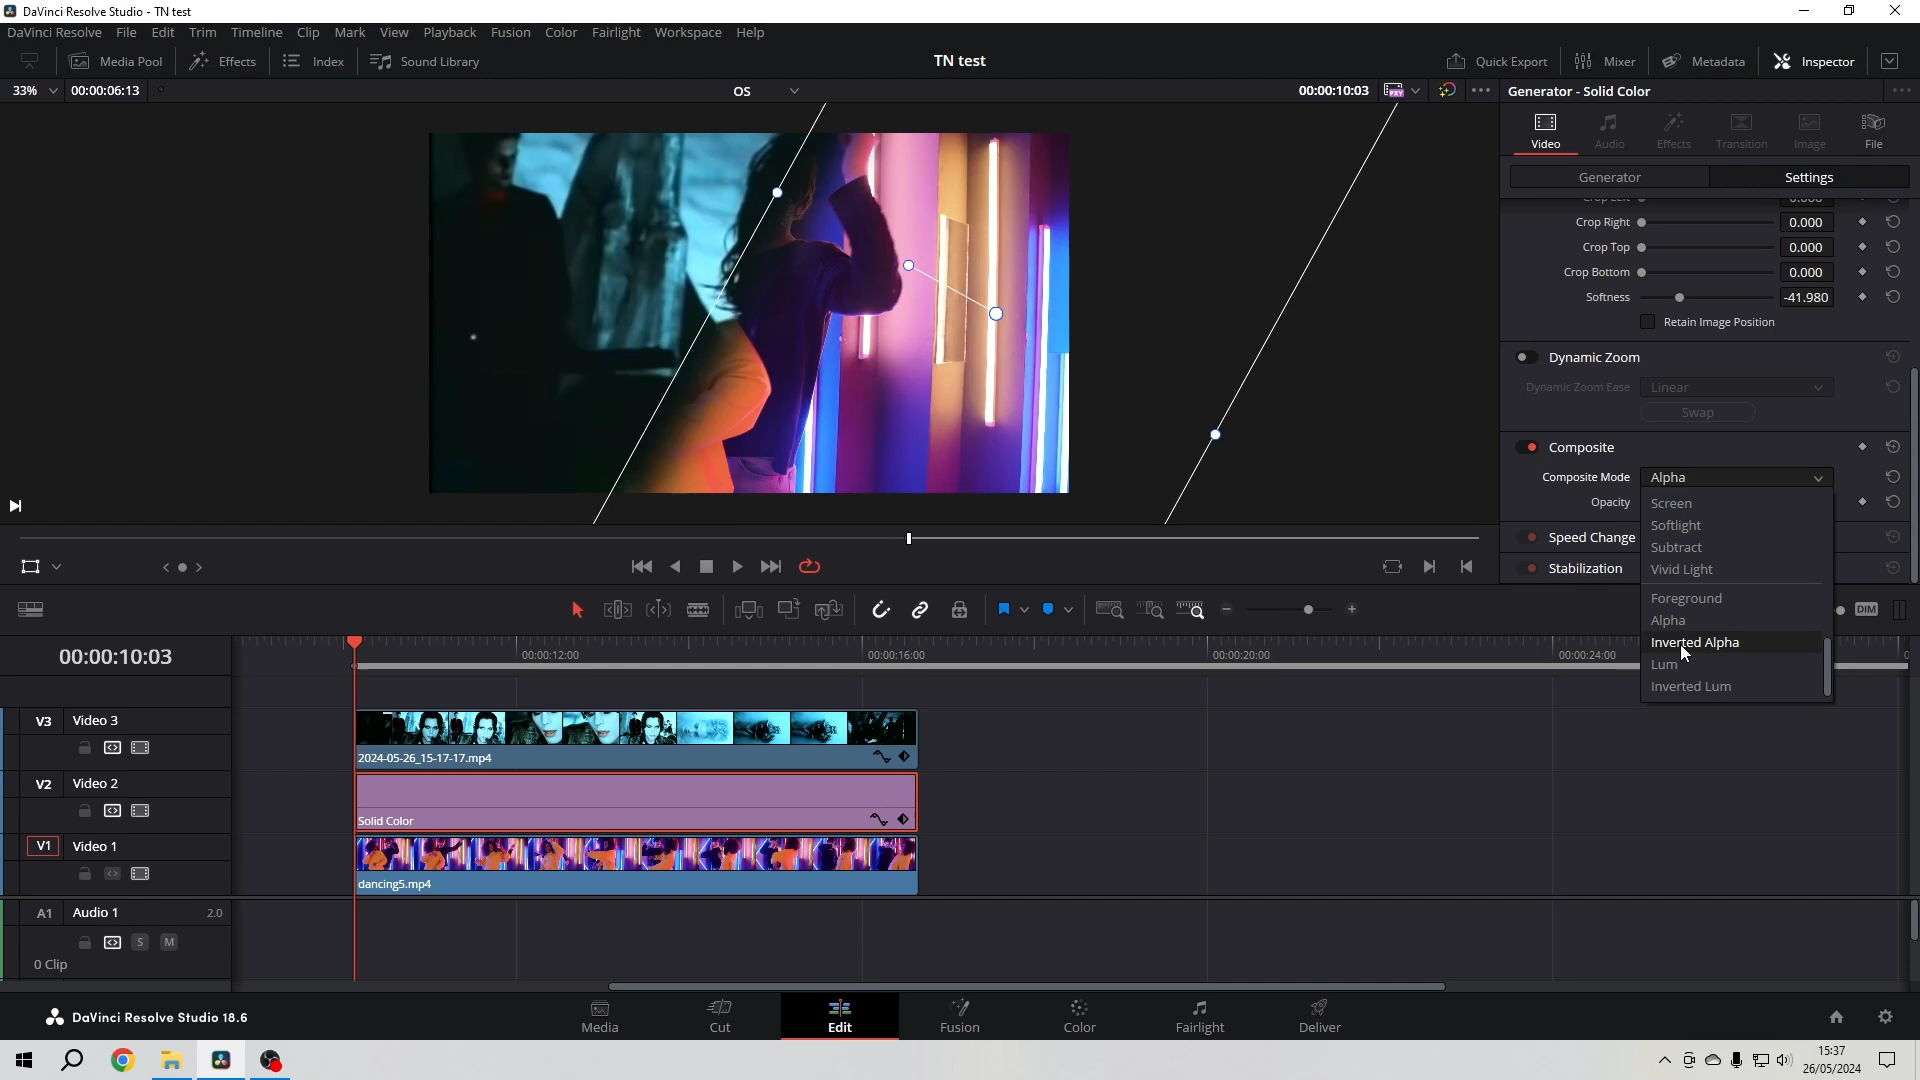 DaVinci Resolve Studio - TN test
DaVinci Resolve File Edit Trim Timeline Clip Mark View Playback Fusion Color Fairlight Workspace Help
Media Pool Effects Index Sound Library TN test Quick Export Mixer Metadata Inspector
33% 00:00:06:13 OS 00:00:10:03 PXY Generator - Solid Color
Video Audio Effects Transition Image File
Generator Settings
Crop Left 0.000
Crop Right 0.000
Crop Top 0.000
Crop Bottom 0.000
Softness -41.980
Retain Image Position
Dynamic Zoom
Dynamic Zoom Ease Linear
Swap
Composite
Composite Mode Alpha
Opacity
Screen
Softlight
Subtract
Vivid Light
Foreground
Alpha
Inverted Alpha
Lum
Inverted Lum
Speed Change
Stabilization
DIM
00:00:10:03 00:00:12:00 00:00:16:00 00:00:20:00 00:00:24:00
V3 Video 3
2024-05-26_15-17-17.mp4
V2 Video 2
Solid Color
V1 Video 1
dancing5.mp4
A1 Audio 1 2.0
S M
0 Clip
DaVinci Resolve Studio 18.6
Media Cut Edit Fusion Color Fairlight Deliver
15:37
26/05/2024